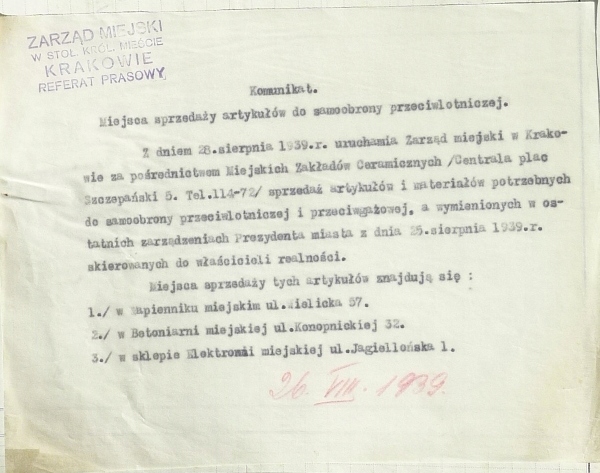 ZARZĄD MIEJSKI
W STOŁ. KRÓL. MIEŚCIE
KRAKOWIE
REFERAT PRASOWY
Komunikat.
Miejsca sprzedaży artykułów do samoobrony przeciwlotniczej.
Z dniem 28.sierpnia 1939.r. uruchamia Zarząd miejski w Krako-
wie za pośrednictwem Miejskich Zakładów Ceramicznych /Centrala plac
Szczepański 5. Tel.114-72/ sprzedaż artykułów i materiałów potrzebnych
do samoobrony przeciwlotniczej i przeciwgazowej, a wymienionych w os-
tatnich zarządzeniach Prezydenta miasta z dnia 25.sierpnia 1939.r.
skierowanych do właścicieli realności.
Miejsca sprzedaży tych artykułów znajdują się :
1./ w Wapienniku miejskim ul.Wielicka 57.
2./ w Betoniarni miejskiej ul.Konopnickiej 32.
3./ w sklepie Elektrowni miejskiej ul.Jagiellońska 1.
26. VIII. 1939.